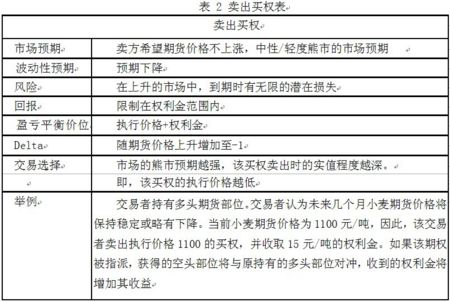 表 2 卖出买权表
卖出买权
市场预期 卖方希望期货价格不上涨，中性/轻度熊市的市场预期
波动性预期 预期下降
风险 在上升的市场中，到期时有无限的潜在损失
回报 限制在权利金范围内
盈亏平衡价位 执行价格+权利金
Delta 随期货价格上升增加至-1
交易选择 市场的熊市预期越强，该买权卖出时的实值程度越深。
即，该买权的执行价格越低
举例 交易者持有多头期货部位。交易者认为未来几个月小麦期货价格将
保持稳定或略有下降。当前小麦期货价格为 1100 元/吨，因此，该交易
者卖出执行价格 1100 的买权，并收取 15 元/吨的权利金。如果该期权
被指派，获得的空头部位将与原持有的多头部位对冲，收到的权利金将
增加其收益